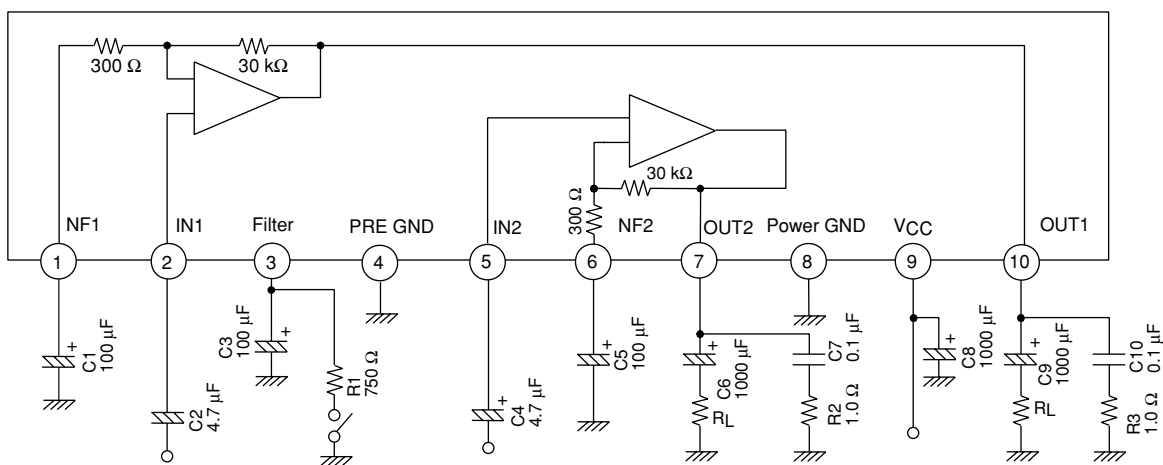 300 Ω
30 kΩ
30 kΩ
300 Ω
NF1
IN1
Filter
PRE GND
IN2
NF2
OUT2
Power GND
VCC
OUT1
1
2
3
4
5
6
7
8
9
10
+
C1
100 μF
C2
4.7 μF
+
C3
100 μF
R1
750 Ω
+
C4
4.7 μF
+
C5
100 μF
+
C6
1000 μF
RL
C7
0.1 μF
R2
1.0 Ω
+
C8
1000 μF
+
C9
1000 μF
RL
C10
0.1 μF
R3
1.0 Ω